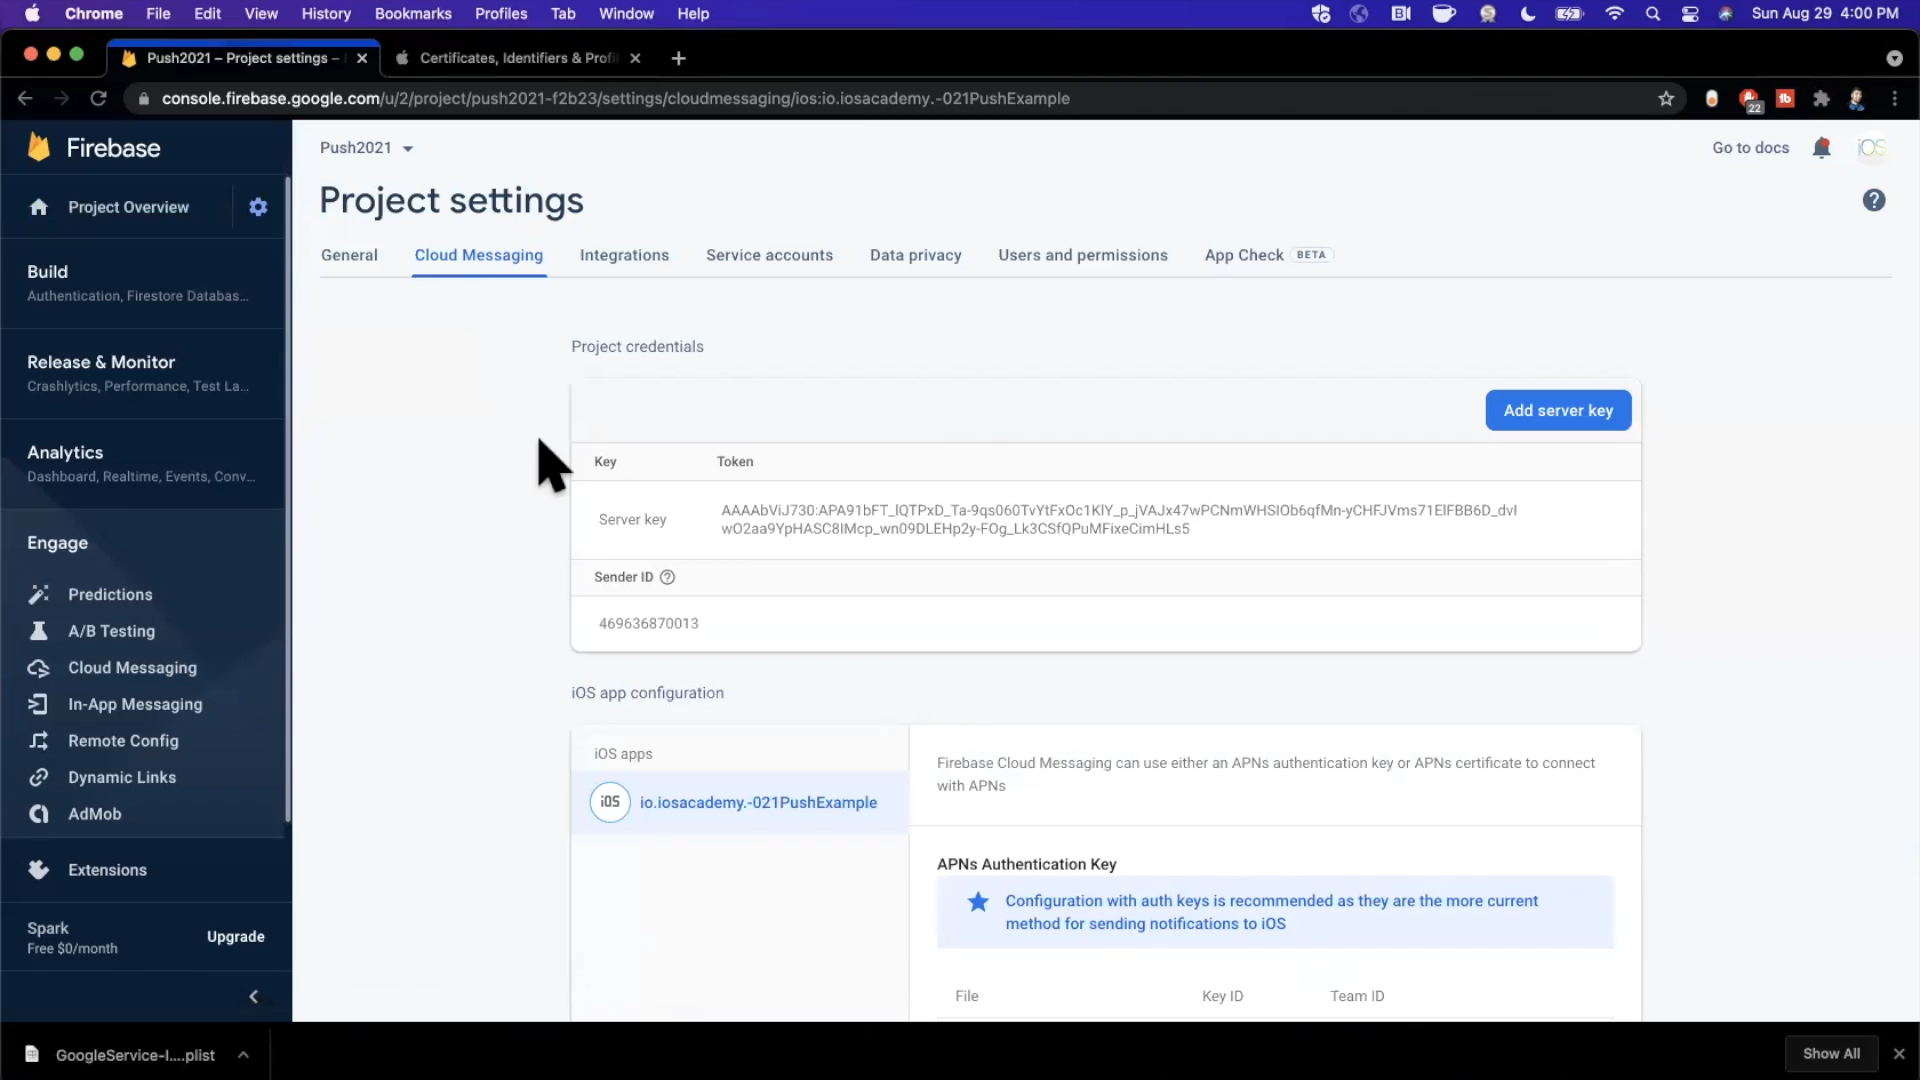 Chrome File Edit View History Bookmarks Profiles Tab Window Help Sun Aug 29 4:00 PM
Push2021 – Project settings – Certificates, Identifiers & Profi
console.firebase.google.com/u/2/project/push2021-f2b23/settings/cloudmessaging/ios:io.iosacademy.-021PushExample
22
tb
Firebase
Project Overview
Build
Authentication, Firestore Databas...
Release & Monitor
Crashlytics, Performance, Test La...
Analytics
Dashboard, Realtime, Events, Conv...
Engage
Predictions
A/B Testing
Cloud Messaging
In-App Messaging
Remote Config
Dynamic Links
AdMob
Extensions
Spark
Free $0/month
Upgrade
Push2021
Go to docs
iOS
Project settings
General Cloud Messaging Integrations Service accounts Data privacy Users and permissions App Check BETA
Project credentials
Add server key
Key Token
Server key
AAAAbViJ730:APA91bFT_lQTPxD_Ta-9qs060TvYtFxOc1KlY_p_jVAJx47wPCNmWHSIOb6qfMn-yCHFJVms71ElFBB6D_dvI
wO2aa9YpHASC8IMcp_wn09DLEHp2y-FOg_Lk3CSfQPuMFixeCimHLs5
Sender ID
469636870013
iOS app configuration
iOS apps
iOS io.iosacademy.-021PushExample
Firebase Cloud Messaging can use either an APNs authentication key or APNs certificate to connect
with APNs
APNs Authentication Key
Configuration with auth keys is recommended as they are the more current
method for sending notifications to iOS
File Key ID Team ID
GoogleService-I....plist
Show All